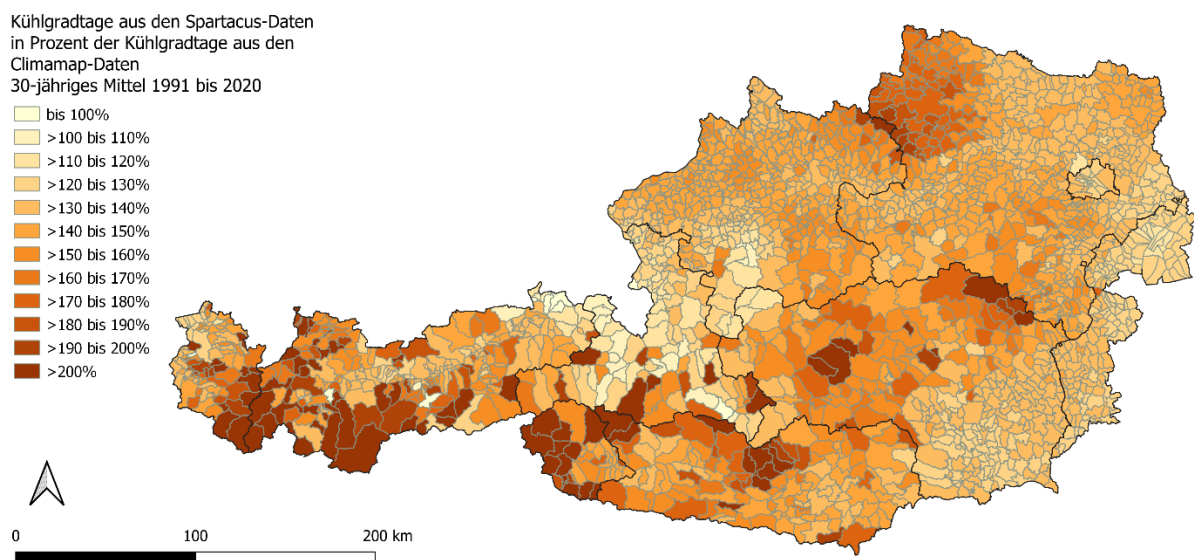 Kühlgradtage aus den Spartacus-Daten
in Prozent der Kühlgradtage aus den
Climamap-Daten
30-jähriges Mittel 1991 bis 2020
bis 100%
>100 bis 110%
>110 bis 120%
>120 bis 130%
>130 bis 140%
>140 bis 150%
>150 bis 160%
>160 bis 170%
>170 bis 180%
>180 bis 190%
>190 bis 200%
>200%
0 100 200 km